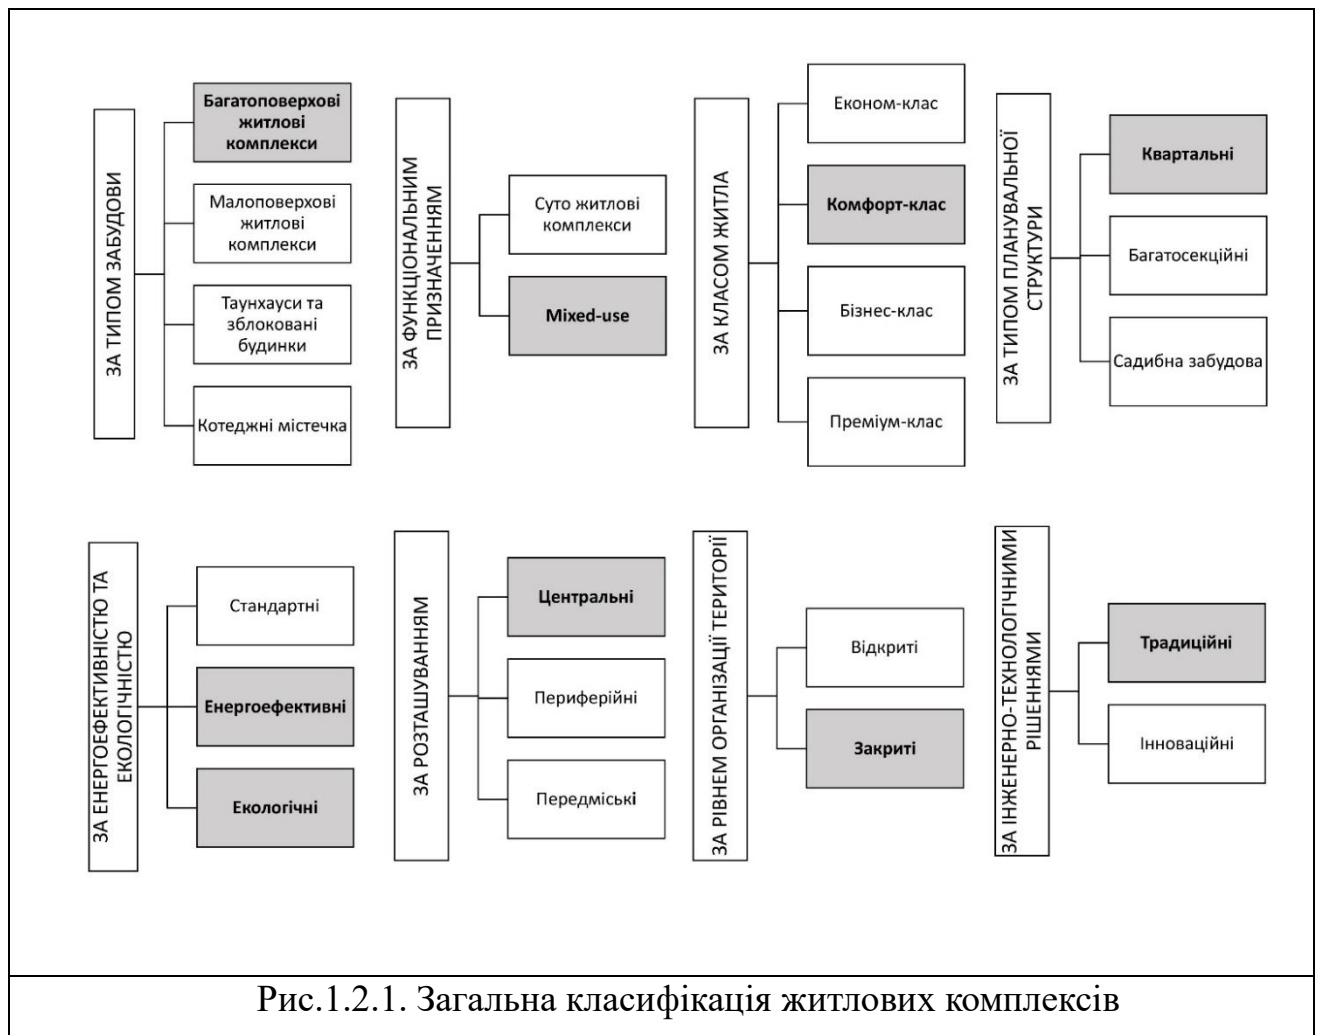 ЗА ТИПОМ ЗАБУДОВИ
Багатоповерхові
житлові
комплекси
Малоповерхові
житлові
комплекси
Таунхауси та
зблоковані
будинки
Котеджні містечка
ЗА ФУНКЦІОНАЛЬНИМ
ПРИЗНАЧЕННЯМ
Суто житлові
комплекси
Mixed-use
ЗА КЛАСОМ ЖИТЛА
Економ-клас
Комфорт-клас
Бізнес-клас
Преміум-клас
ЗА ТИПОМ ПЛАНУВАЛЬНОЇ
СТРУКТУРИ
Квартальні
Багатосекційні
Садибна забудова
ЗА ЕНЕРГОЕФЕКТИВНІСТЮ ТА
ЕКОЛОГІЧНІСТЮ
Стандартні
Енергоефективні
Екологічні
ЗА РОЗТАШУВАННЯМ
Центральні
Периферійні
Передміські
ЗА РІВНЕМ ОРГАНІЗАЦІЇ ТЕРИТОРІЇ
Відкриті
Закриті
ЗА ІНЖЕНЕРНО-ТЕХНОЛОГІЧНИМИ
РІШЕННЯМИ
Традиційні
Інноваційні
Рис.1.2.1. Загальна класифікація житлових комплексів